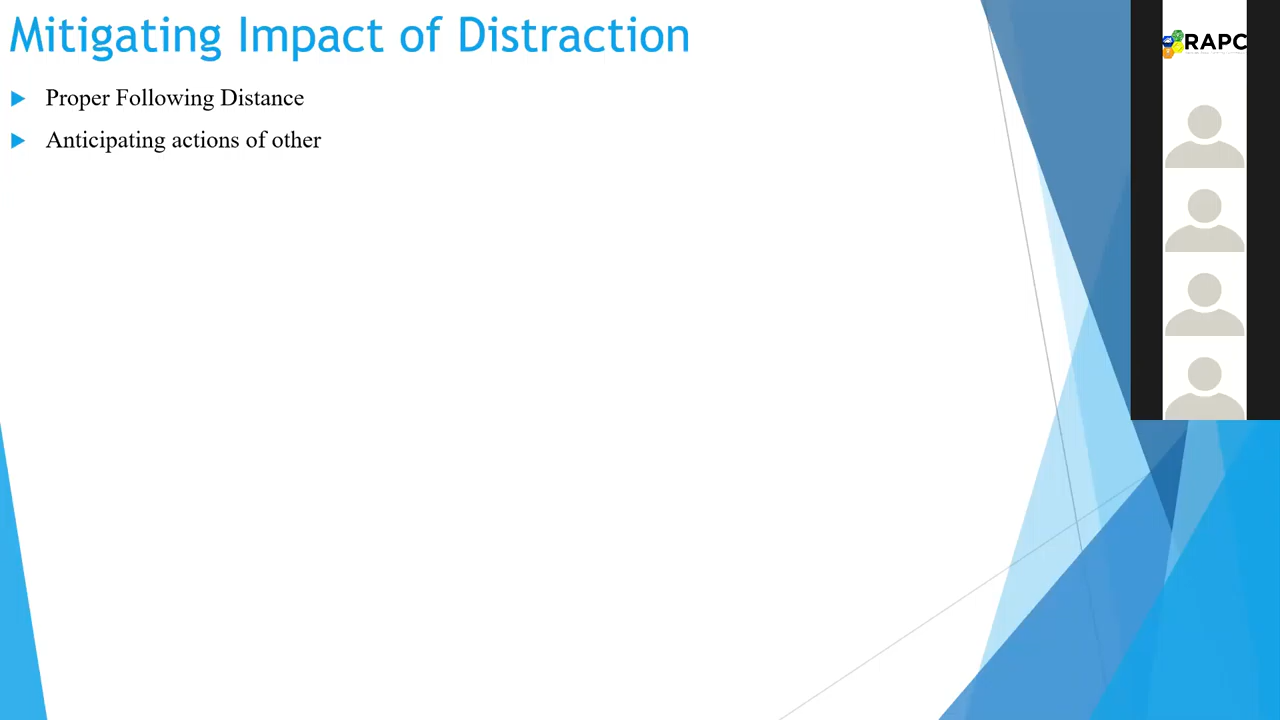 Mitigating Impact of Distraction
Proper Following Distance
Anticipating actions of other
RAPC